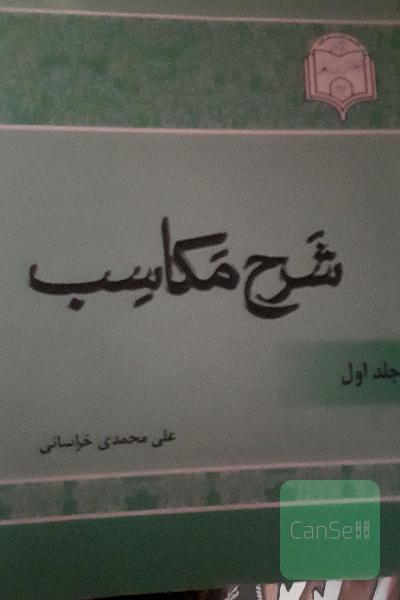 شَرح مَکاسِب
جلد اول
علی محمدی خراسانی
CanSell